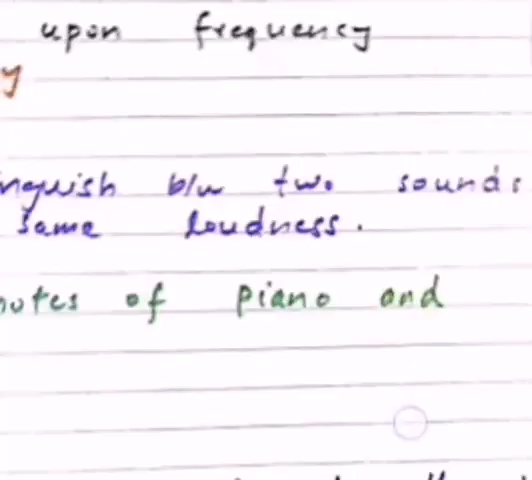 upon frequency
y
nguish b/w two sounds
same loudness.
notes of piano and